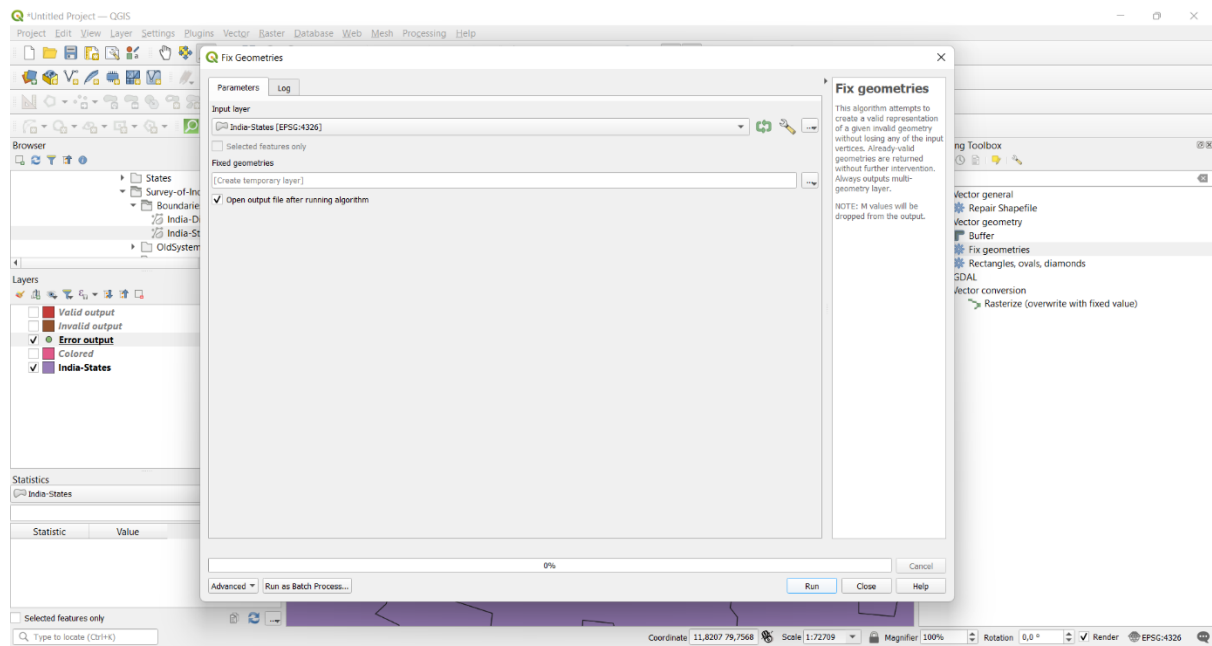 *Untitled Project — QGIS
Project Edit View Layer Settings Plugins Vector Raster Database Web Mesh Processing Help
Fix Geometries
Parameters Log
Input layer
India-States [EPSG:4326]
Selected features only
Fixed geometries
[Create temporary layer]
Open output file after running algorithm
Fix geometries
This algorithm attempts to
create a valid representation
of a given invalid geometry
without losing any of the input
vertices. Already-valid
geometries are returned
without further intervention.
Always outputs multi-
geometry layer.
NOTE: M values will be
dropped from the output.
0%
Cancel
Advanced Run as Batch Process...
Run Close Help
Browser
States
Survey-of-Ind
Boundarie
India-D
India-St
OldSystem
Layers
Valid output
Invalid output
Error output
Colored
India-States
Statistics
India-States
Statistic Value
Selected features only
ng Toolbox
Vector general
Repair Shapefile
Vector geometry
Buffer
Fix geometries
Rectangles, ovals, diamonds
GDAL
Vector conversion
Rasterize (overwrite with fixed value)
Type to locate (Ctrl+K)
Coordinate 11,8207 79,7568 Scale 1:72709 Magnifier 100% Rotation 0,0 ° Render EPSG:4326